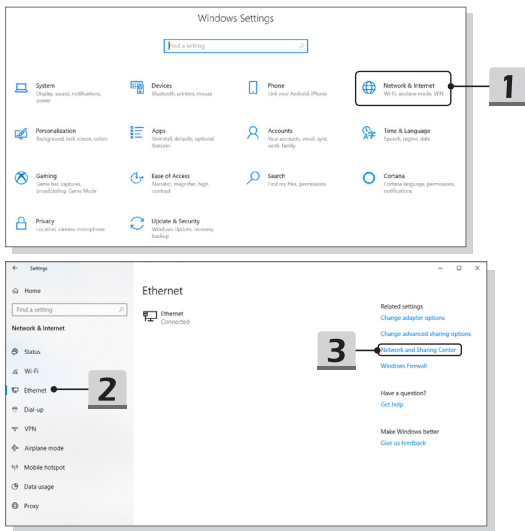 Windows Settings
Find a setting
System
Display, sound, notifications,
power
Devices
Bluetooth, printers, mouse
Phone
Link your Android, iPhone
Network & Internet
Wi-Fi, airplane mode, VPN
1
Personalization
Background, lock screen, colors
Apps
Uninstall, defaults, optional
features
Accounts
Your accounts, email, sync,
work, family
Time & Language
Speech, region, date
Gaming
Game bar, captures,
broadcasting, Game Mode
Ease of Access
Narrator, magnifier, high
contrast
Search
Find my files, permissions
Cortana
Cortana language, permissions,
notifications
Privacy
Location, camera, microphone
Update & Security
Windows Update, recovery,
backup
Settings
Home
Find a setting
Network & Internet
Status
Wi-Fi
Ethernet
2
Dial-up
VPN
Airplane mode
Mobile hotspot
Data usage
Proxy
Ethernet
Ethernet
Connected
Related settings
Change adapter options
Change advanced sharing options
3
Network and Sharing Center
Windows Firewall
Have a question?
Get help
Make Windows better
Give us feedback